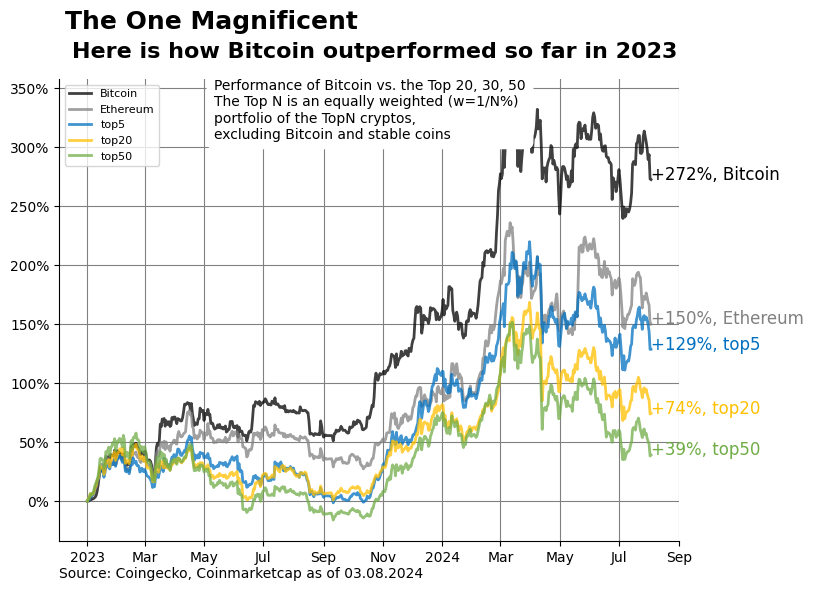 The One Magnificent
Here is how Bitcoin outperformed so far in 2023
Performance of Bitcoin vs. the Top 20, 30, 50
The Top N is an equally weighted (w=1/N%)
portfolio of the TopN cryptos,
excluding Bitcoin and stable coins
Bitcoin
Ethereum
top5
top20
top50
350%
300%
250%
200%
150%
100%
50%
0%
+272%, Bitcoin
+150%, Ethereum
+129%, top5
+74%, top20
+39%, top50
2023 Mar May Jul Sep Nov 2024 Mar May Jul Sep
Source: Coingecko, Coinmarketcap as of 03.08.2024